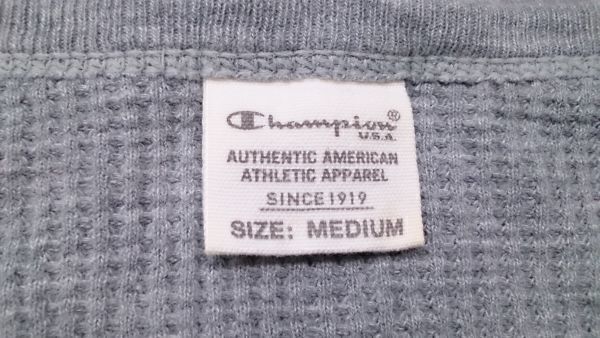 Champion®
U.S.A
AUTHENTIC AMERICAN
ATHLETIC APPAREL
SINCE 1919
SIZE: MEDIUM